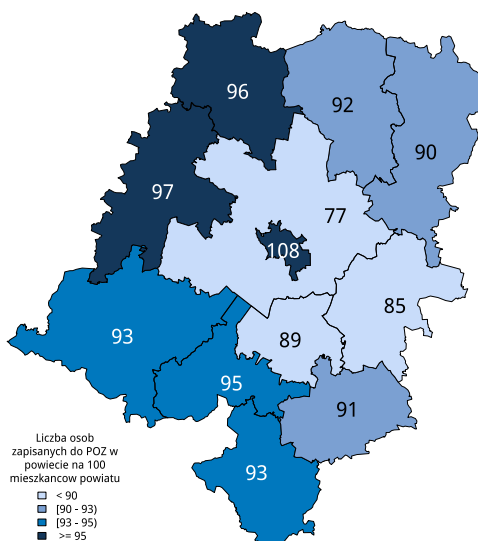 96
92
90
97
77
108
85
93
89
95
91
93
Liczba osob
zapisanych do POZ w
powiecie na 100
mieszkancow powiatu
< 90
[90 - 93)
[93 - 95)
>= 95